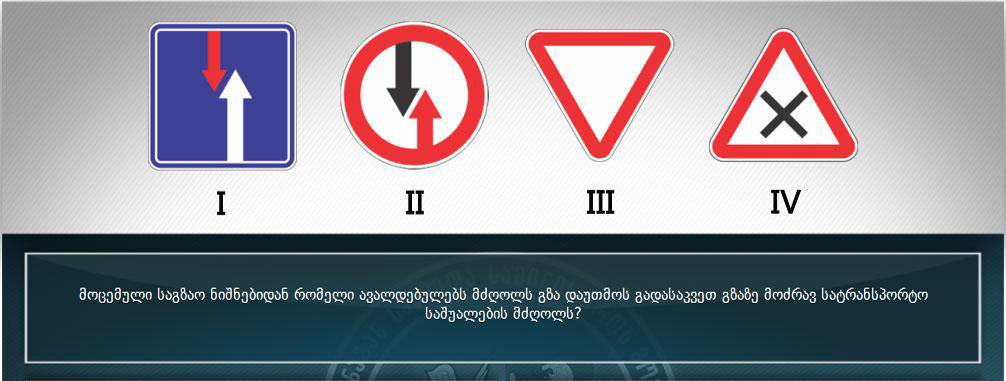 I II III IV
მოცემული საგზაო ნიშნებიდან რომელი ავალდებულებს მძღოლს გზა დაუთმოს გადასაკვეთ გზაზე მოძრავ სატრანსპორტო
საშუალების მძღოლს?